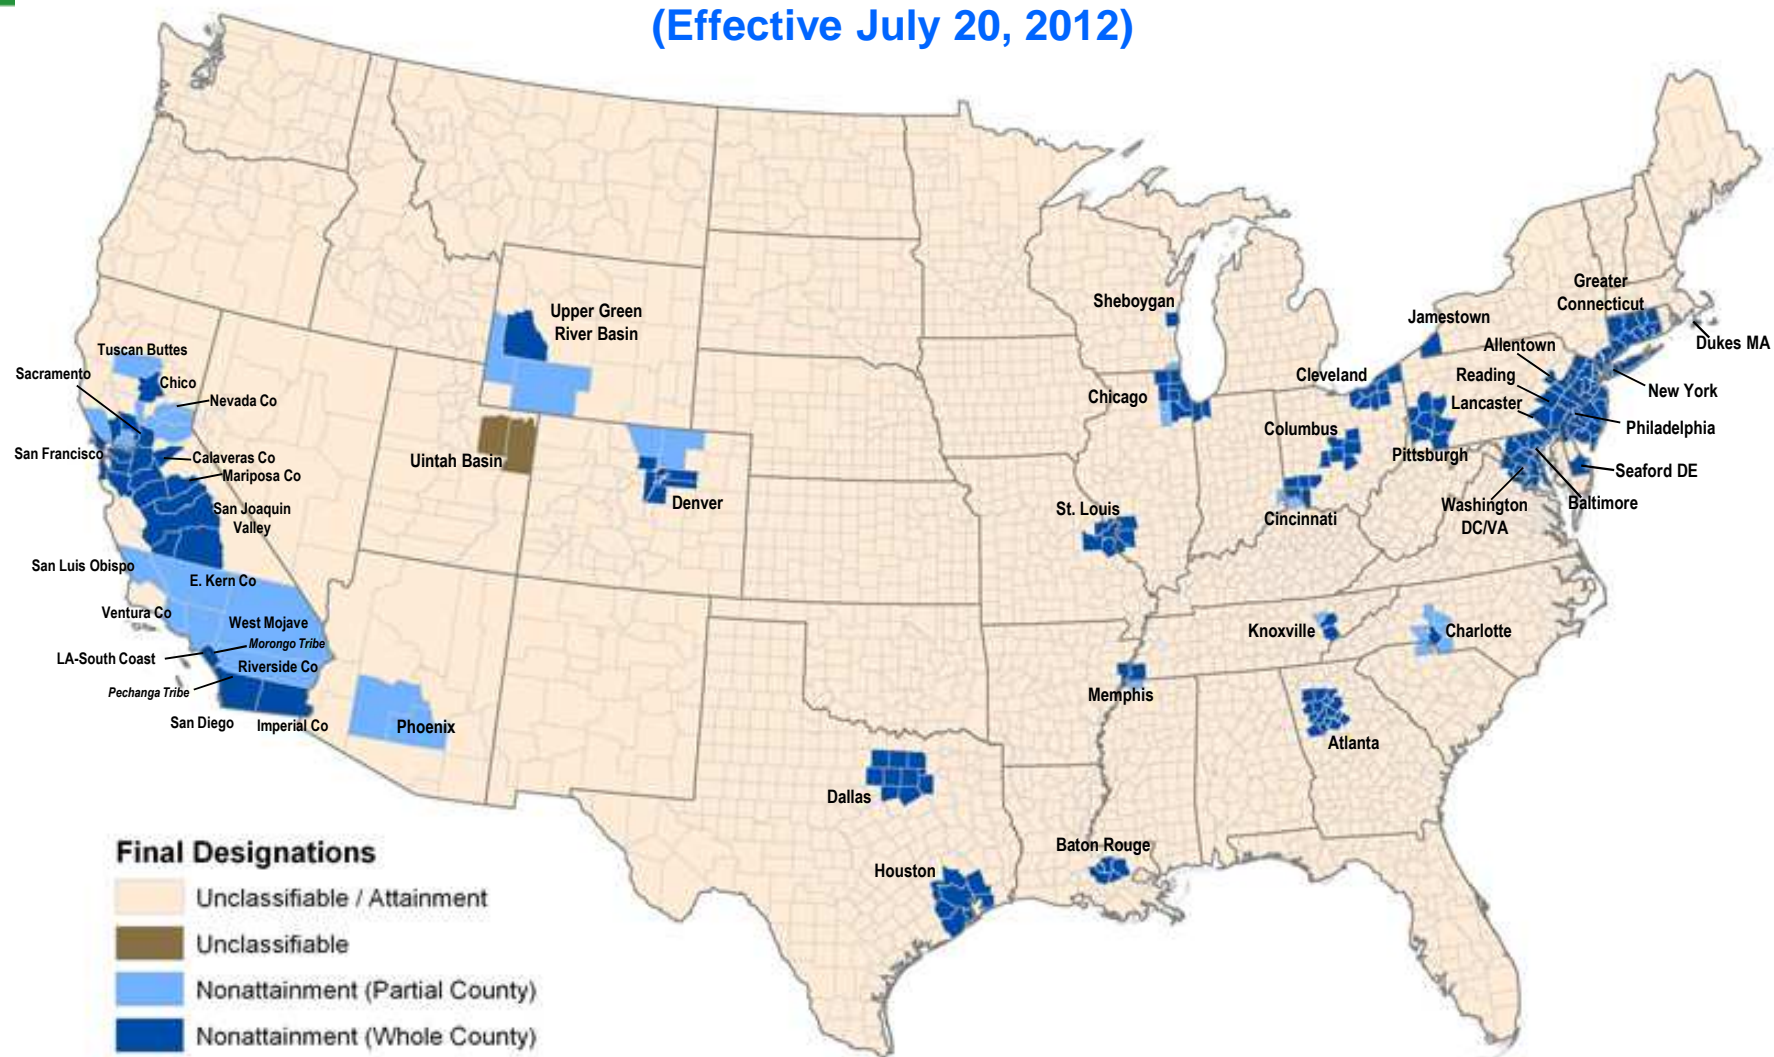 (Effective July 20, 2012)
Upper Green
River Basin
Tuscan Buttes
Sacramento
Chico
Nevada Co
San Francisco
Calaveras Co
Mariposa Co
San Joaquin
Valley
San Luis Obispo
E. Kern Co
Ventura Co
West Mojave
Morongo Tribe
LA-South Coast
Riverside Co
Pechanga Tribe
San Diego
Imperial Co
Phoenix
Uintah Basin
Denver
Sheboygan
Chicago
St. Louis
Memphis
Dallas
Houston
Baton Rouge
Atlanta
Knoxville
Charlotte
Cincinnati
Columbus
Cleveland
Pittsburgh
Jamestown
Allentown
Reading
Lancaster
Greater
Connecticut
Dukes MA
New York
Philadelphia
Seaford DE
Baltimore
Washington
DC/VA
Final Designations
Unclassifiable / Attainment
Unclassifiable
Nonattainment (Partial County)
Nonattainment (Whole County)